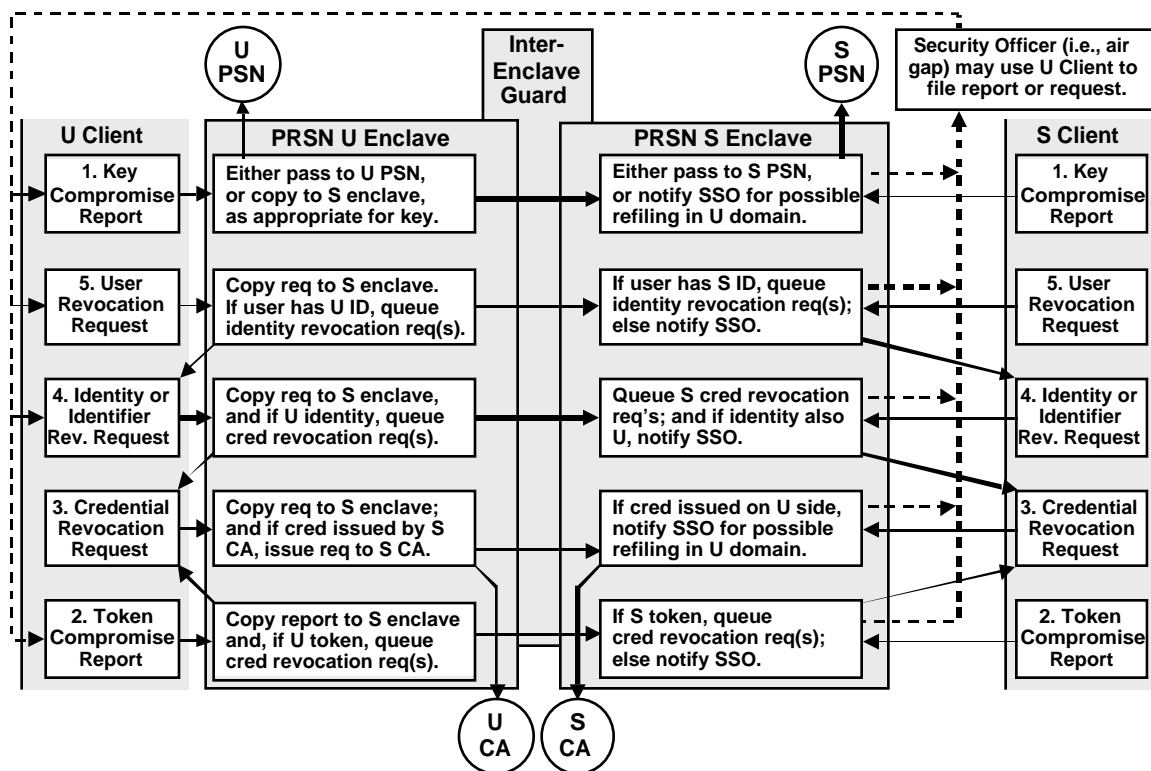 U
PSN
Inter-
Enclave
Guard
S
PSN
Security Officer (i.e., air
gap) may use U Client to
file report or request.
U Client
PRSN U Enclave
PRSN S Enclave
S Client
1. Key
Compromise
Report
Either pass to U PSN,
or copy to S enclave,
as appropriate for key.
Either pass to S PSN,
or notify SSO for possible
refiling in U domain.
1. Key
Compromise
Report
5. User
Revocation
Request
Copy req to S enclave.
If user has U ID, queue
identity revocation req(s).
If user has S ID, queue
identity revocation req(s);
else notify SSO.
5. User
Revocation
Request
4. Identity or
Identifier
Rev. Request
Copy req to S enclave,
and if U identity, queue
cred revocation req(s).
Queue S cred revocation
req's; and if identity also
U, notify SSO.
4. Identity or
Identifier
Rev. Request
3. Credential
Revocation
Request
Copy req to S enclave;
and if cred issued by S
CA, issue req to S CA.
If cred issued on U side,
notify SSO for possible
refiling in U domain.
3. Credential
Revocation
Request
2. Token
Compromise
Report
Copy report to S enclave
and, if U token, queue
cred revocation req(s).
If S token, queue
cred revocation req(s);
else notify SSO.
2. Token
Compromise
Report
U
CA
S
CA